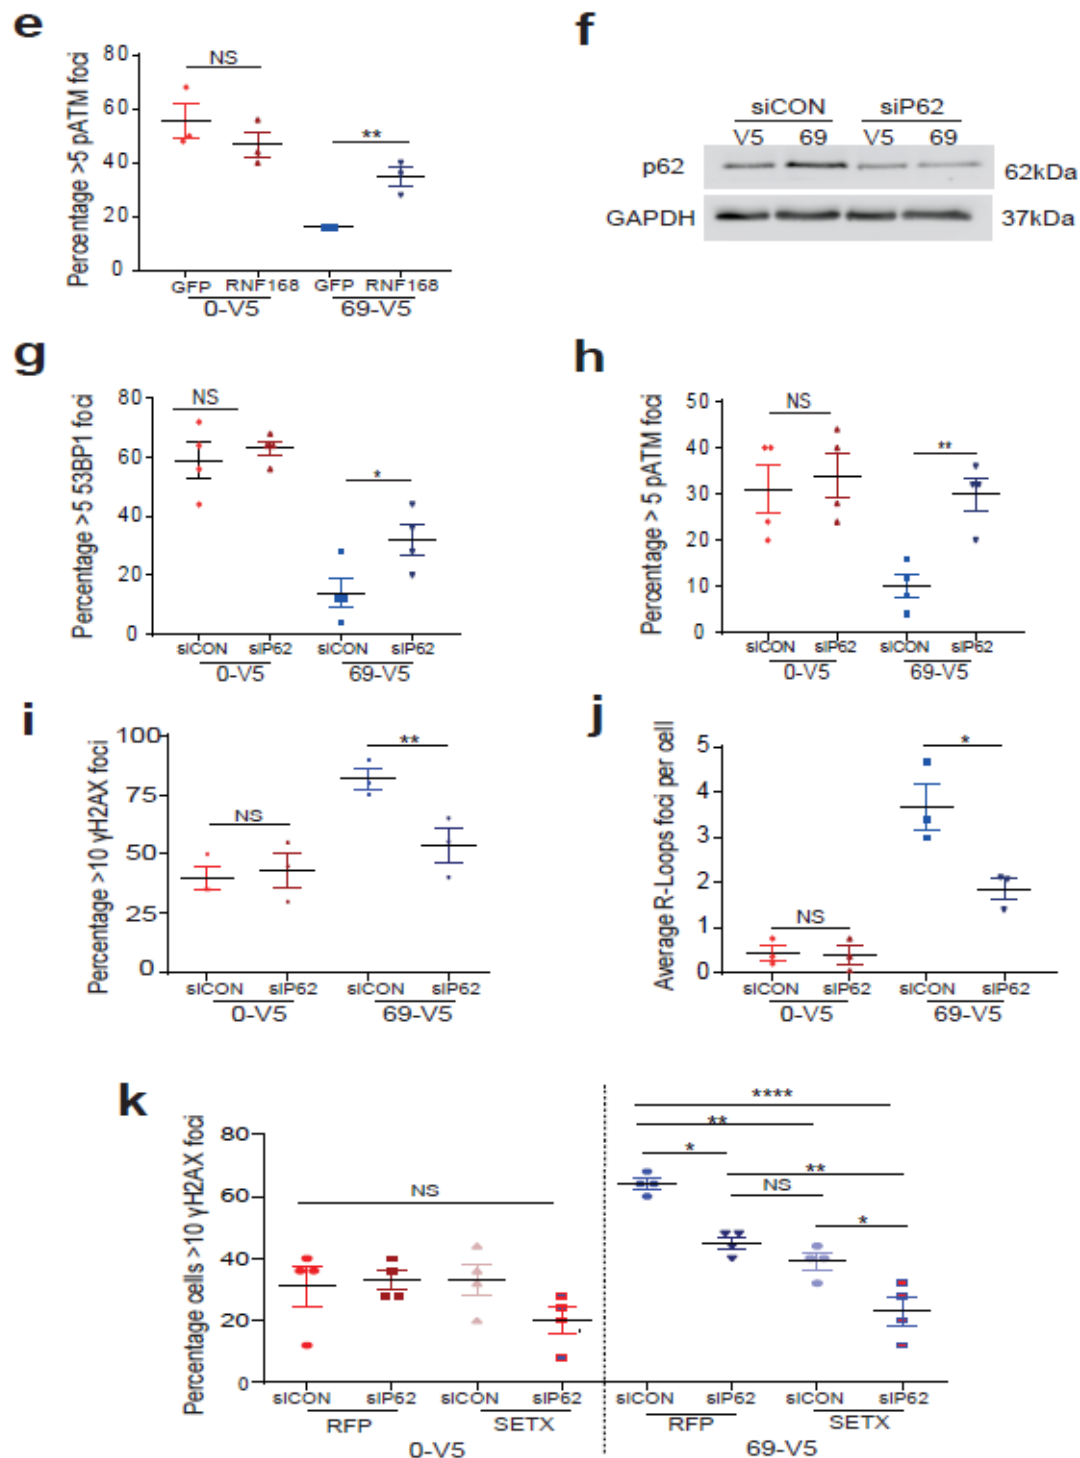 e
Percentage >5 pATM foci
80
60
40
20
0
NS
**
GFP RNF168 GFP RNF168
0-V5 69-V5
f
siCON siP62
V5 69 V5 69
p62 62kDa
GAPDH 37kDa
g
Percentage >5 53BP1 foci
80
60
40
20
0
NS
*
siCON siP62 siCON siP62
0-V5 69-V5
h
Percentage > 5 pATM foci
50
40
30
20
10
0
NS
**
siCON siP62 siCON siP62
0-V5 69-V5
i
Percentage >10 γH2AX foci
100
75
50
25
0
NS
**
siCON siP62 siCON siP62
0-V5 69-V5
j
Average R-Loops foci per cell
5
4
3
2
1
0
NS
*
siCON siP62 siCON siP62
0-V5 69-V5
k
Percentage cells >10 γH2AX foci
80
60
40
20
0
NS
****
**
*
**
NS
*
siCON siP62 siCON siP62 siCON siP62 siCON siP62
RFP SETX RFP SETX
0-V5 69-V5